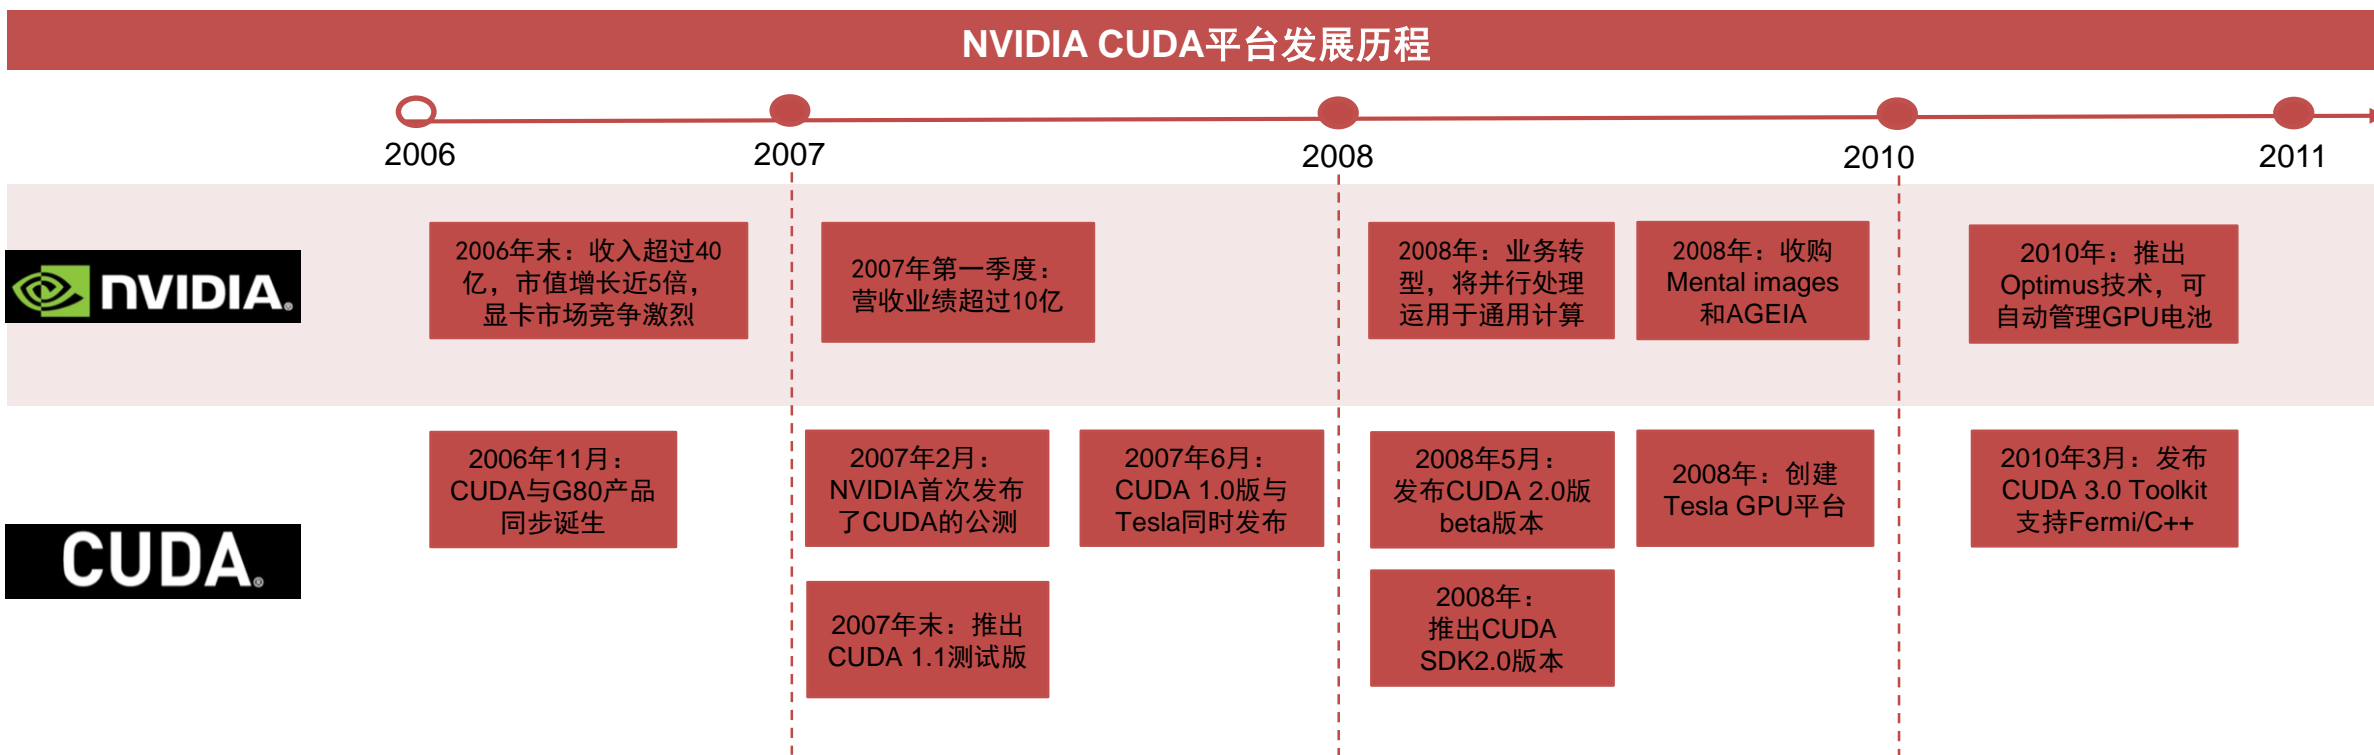 NVIDIA CUDA平台发展历程
2006
2007
2008
2010
2011
nVIDIA®
2006年末：收入超过40
亿，市值增长近5倍，
显卡市场竞争激烈
2007年第一季度：
营收业绩超过10亿
2008年：业务转
型，将并行处理
运用于通用计算
2008年：收购
Mental images
和AGEIA
2010年：推出
Optimus技术，可
自动管理GPU电池
CUDA®
2006年11月：
CUDA与G80产品
同步诞生
2007年2月：
NVIDIA首次发布
了CUDA的公测
2007年6月：
CUDA 1.0版与
Tesla同时发布
2008年5月：
发布CUDA 2.0版
beta版本
2008年：创建
Tesla GPU平台
2010年3月：发布
CUDA 3.0 Toolkit
支持Fermi/C++
2007年末：推出
CUDA 1.1测试版
2008年：
推出CUDA
SDK2.0版本